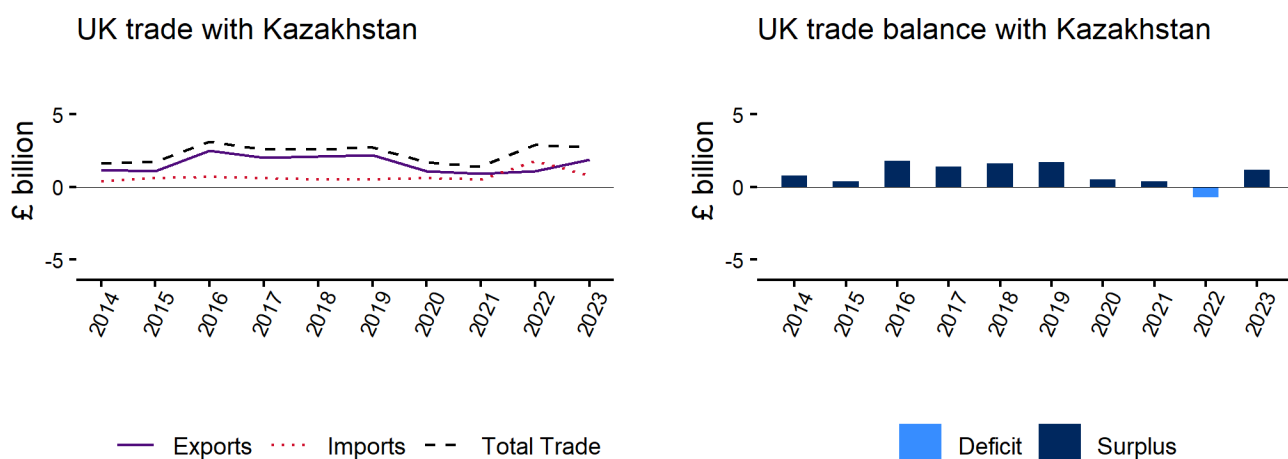 UK trade with Kazakhstan
£ billion
5
0
-5
2014 2015 2016 2017 2018 2019 2020 2021 2022 2023
Exports Imports Total Trade
UK trade balance with Kazakhstan
£ billion
5
0
-5
2014 2015 2016 2017 2018 2019 2020 2021 2022 2023
Deficit Surplus